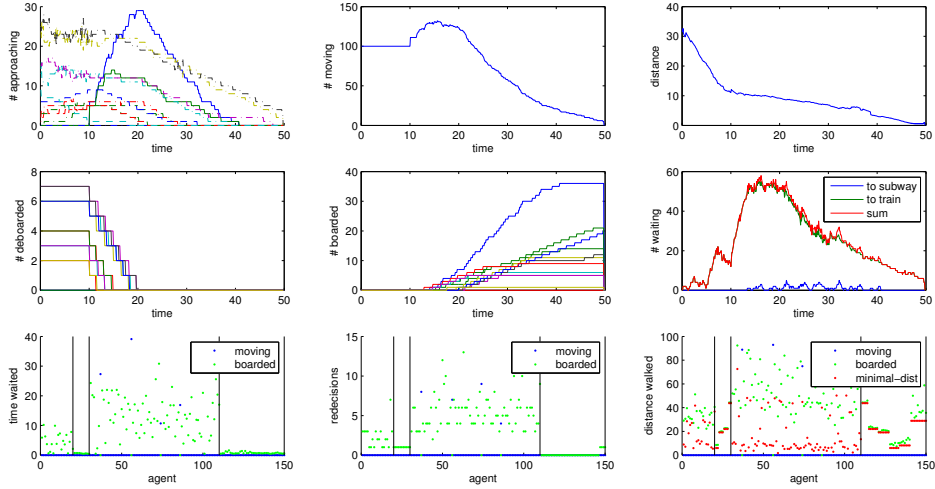 # approaching
30
20
10
0
0 10 20 30 40 50
time
# moving
150
100
50
0
0 10 20 30 40 50
time
distance
40
30
20
10
0
0 10 20 30 40 50
time
# deboarded
8
6
4
2
0
0 10 20 30 40 50
time
# boarded
40
30
20
10
0
0 10 20 30 40 50
time
# waiting
60
40
20
0
0 10 20 30 40 50
time
to subway
to train
sum
time waited
40
30
20
10
0
0 50 100 150
agent
moving
boarded
redecisions
15
10
5
0
0 50 100 150
agent
moving
boarded
distance walked
100
80
60
40
20
0
0 50 100 150
agent
moving
boarded
minimal-dist